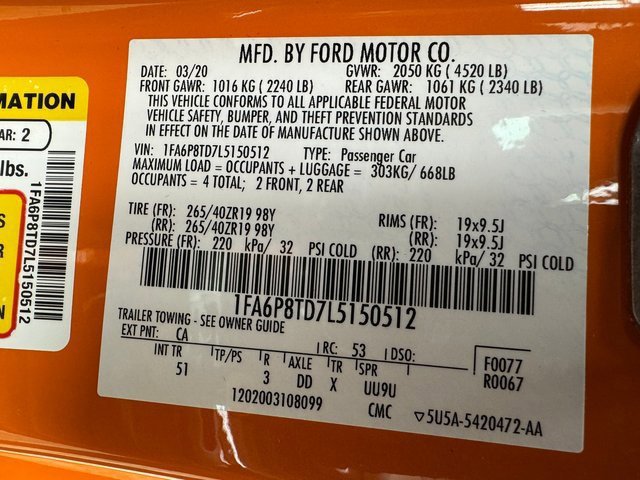 MFD. BY FORD MOTOR CO.
DATE: 03/20 GVWR: 2050 KG (4520 LB)
FRONT GAWR: 1016 KG (2240 LB) REAR GAWR: 1061 KG (2340 LB)
THIS VEHICLE CONFORMS TO ALL APPLICABLE FEDERAL MOTOR
VEHICLE SAFETY, BUMPER, AND THEFT PREVENTION STANDARDS
IN EFFECT ON THE DATE OF MANUFACTURE SHOWN ABOVE.
VIN: 1FA6P8TD7L5150512 TYPE: Passenger Car
MAXIMUM LOAD = OCCUPANTS + LUGGAGE = 303KG/ 668LB
OCCUPANTS = 4 TOTAL; 2 FRONT, 2 REAR
TIRE (FR): 265/40ZR19 98Y RIMS (FR): 19x9.5J
(RR): 265/40ZR19 98Y (RR): 19x9.5J
PRESSURE (FR): 220 kPa/ 32 PSI COLD (RR): 220 kPa/ 32 PSI COLD
1FA6P8TD7L5150512
TRAILER TOWING - SEE OWNER GUIDE
EXT PNT: CA RC: 53 DSO:
INT TR TP/PS R AXLE TR SPR F0077
51 3 DD X UU9U R0067
1202003108099 CMC ▽5U5A-5420472-AA
MATION
AR: 2
lbs.
S
R
N
1FA6P8TD7L5150512